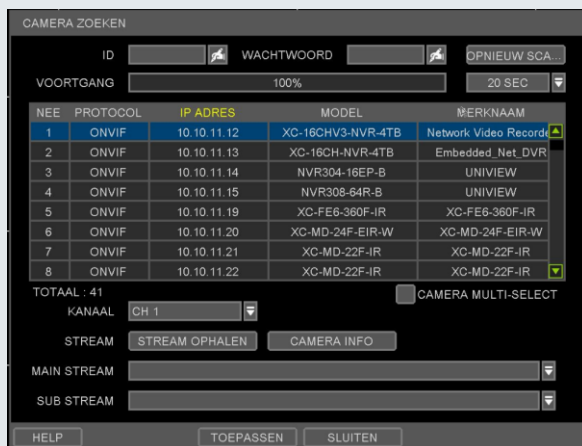 CAMERA ZOEKEN
ID WACHTWOORD OPNIEUW SCA...
VOORTGANG 100% 20 SEC
NEE PROTOCOL IP ADRES MODEL MERKNAAM
1 ONVIF 10.10.11.12 XC-16CHV3-NVR-4TB Network Video Recorde
2 ONVIF 10.10.11.13 XC-16CH-NVR-4TB Embedded_Net_DVR
3 ONVIF 10.10.11.14 NVR304-16EP-B UNIVIEW
4 ONVIF 10.10.11.15 NVR308-64R-B UNIVIEW
5 ONVIF 10.10.11.19 XC-FE6-360F-IR XC-FE6-360F-IR
6 ONVIF 10.10.11.20 XC-MD-24F-EIR-W XC-MD-24F-EIR-W
7 ONVIF 10.10.11.21 XC-MD-22F-IR XC-MD-22F-IR
8 ONVIF 10.10.11.22 XC-MD-22F-IR XC-MD-22F-IR
TOTAAL : 41 CAMERA MULTI-SELECT
KANAAL CH 1
STREAM STREAM OPHALEN CAMERA INFO
MAIN STREAM
SUB STREAM
HELP TOEPASSEN SLUITEN